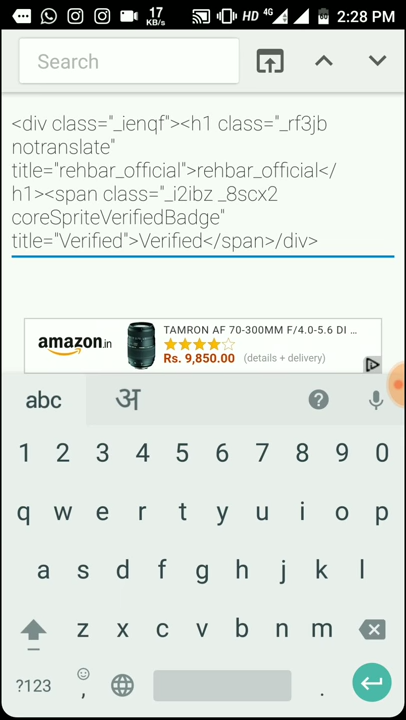 17
KB/s
HD 4G
2:28 PM
Search
<div class="_ienqf"><h1 class="_rf3jb
notranslate"
title="rehbar_official">rehbar_official</
h1><span class="_i2ibz _8scx2
coreSpriteVerifiedBadge"
title="Verified">Verified</span>/div>
amazon.in
TAMRON AF 70-300MM F/4.0-5.6 DI ...
Rs. 9,850.00 (details + delivery)
abc अ ?
1 2 3 4 5 6 7 8 9 0
q w e r t y u i o p
a s d f g h j k l
z x c v b n m
?123 , .